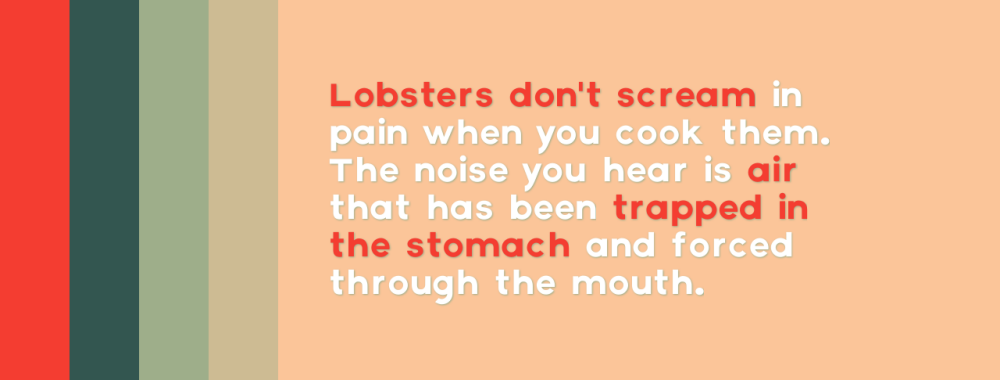 Lobsters don't scream in
pain when you cook them.
The noise you hear is air
that has been trapped in
the stomach and forced
through the mouth.